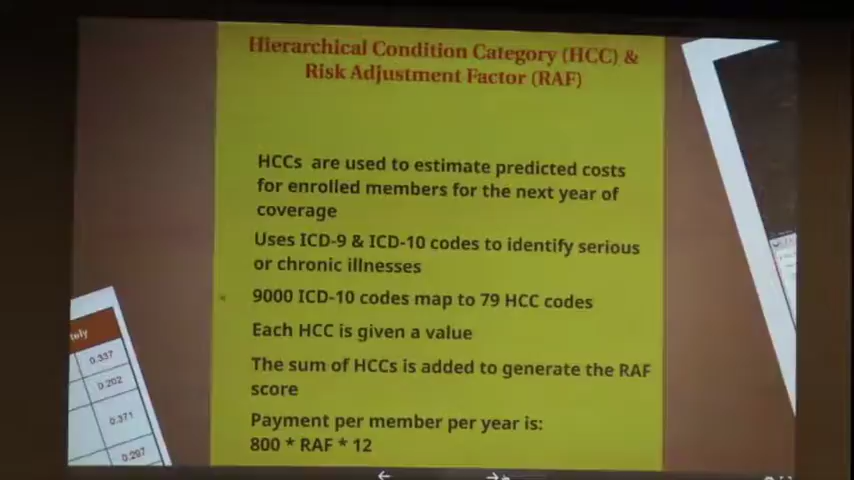 Hierarchical Condition Category (HCC) &
Risk Adjustment Factor (RAF)
HCCs are used to estimate predicted costs
for enrolled members for the next year of
coverage
Uses ICD-9 & ICD-10 codes to identify serious
or chronic illnesses
9000 ICD-10 codes map to 79 HCC codes
Each HCC is given a value
The sum of HCCs is added to generate the RAF
score
Payment per member per year is:
800 * RAF * 12
tely
0.337
0.202
0.371
0.297